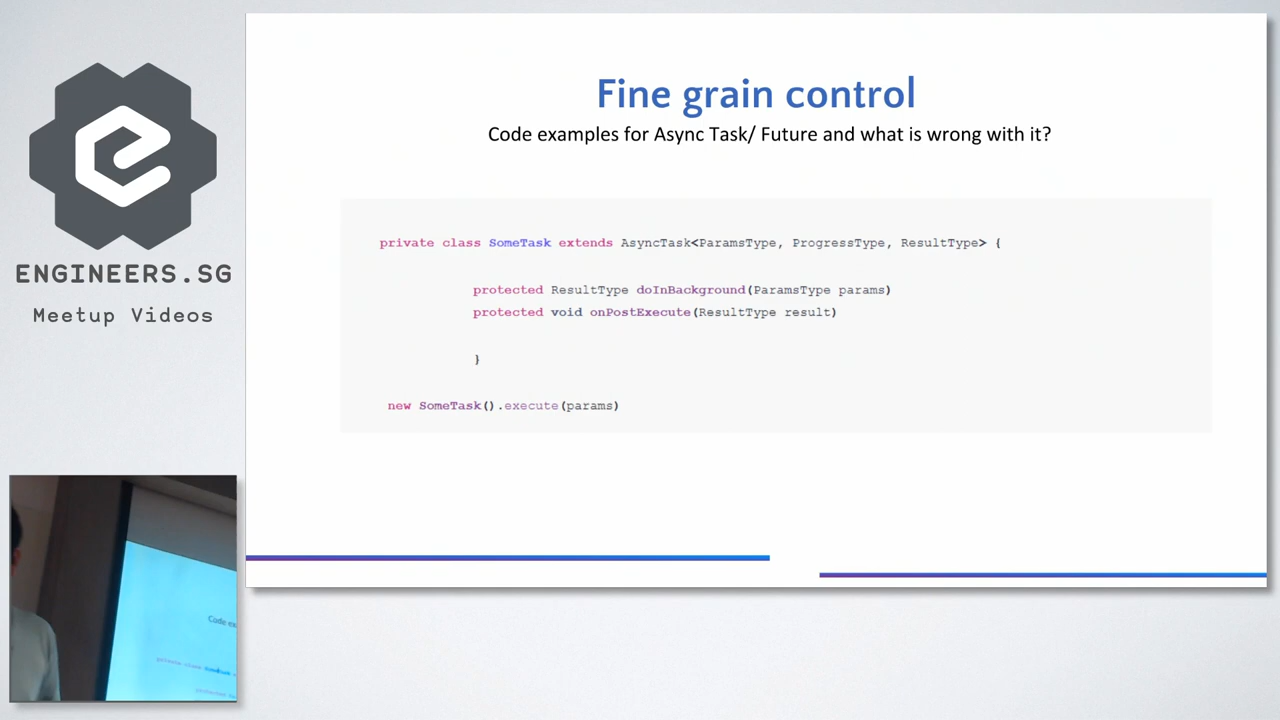 Fine grain control
Code examples for Async Task/ Future and what is wrong with it?
private class SomeTask extends AsyncTask<ParamsType, ProgressType, ResultType> {
protected ResultType doInBackground(ParamsType params)
protected void onPostExecute(ResultType result)
}
new SomeTask().execute(params)
ENGINEERS.SG
Meetup Videos
Code ex